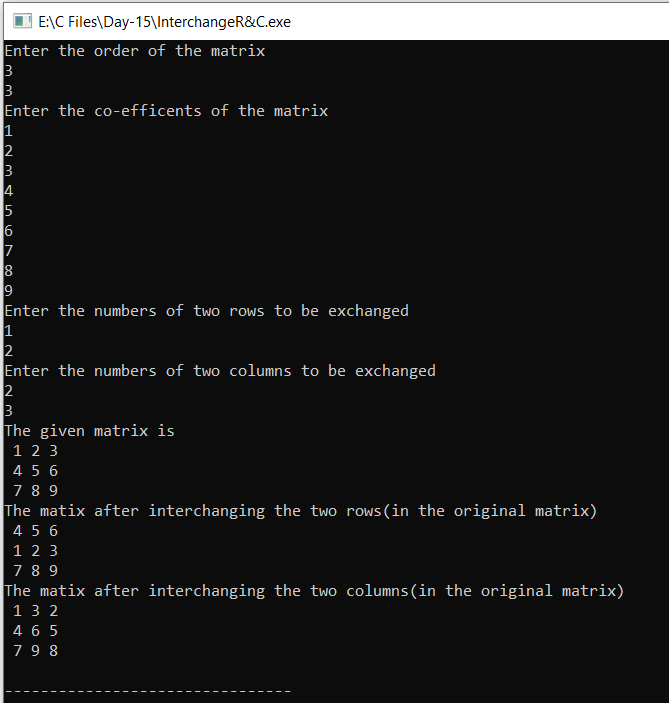 E:\C Files\Day-15\InterchangeR&C.exe
Enter the order of the matrix
3
3
Enter the co-efficents of the matrix
1
2
3
4
5
6
7
8
9
Enter the numbers of two rows to be exchanged
1
2
Enter the numbers of two columns to be exchanged
2
3
The given matrix is
1 2 3
4 5 6
7 8 9
The matix after interchanging the two rows(in the original matrix)
4 5 6
1 2 3
7 8 9
The matix after interchanging the two columns(in the original matrix)
1 3 2
4 6 5
7 9 8
--------------------------------